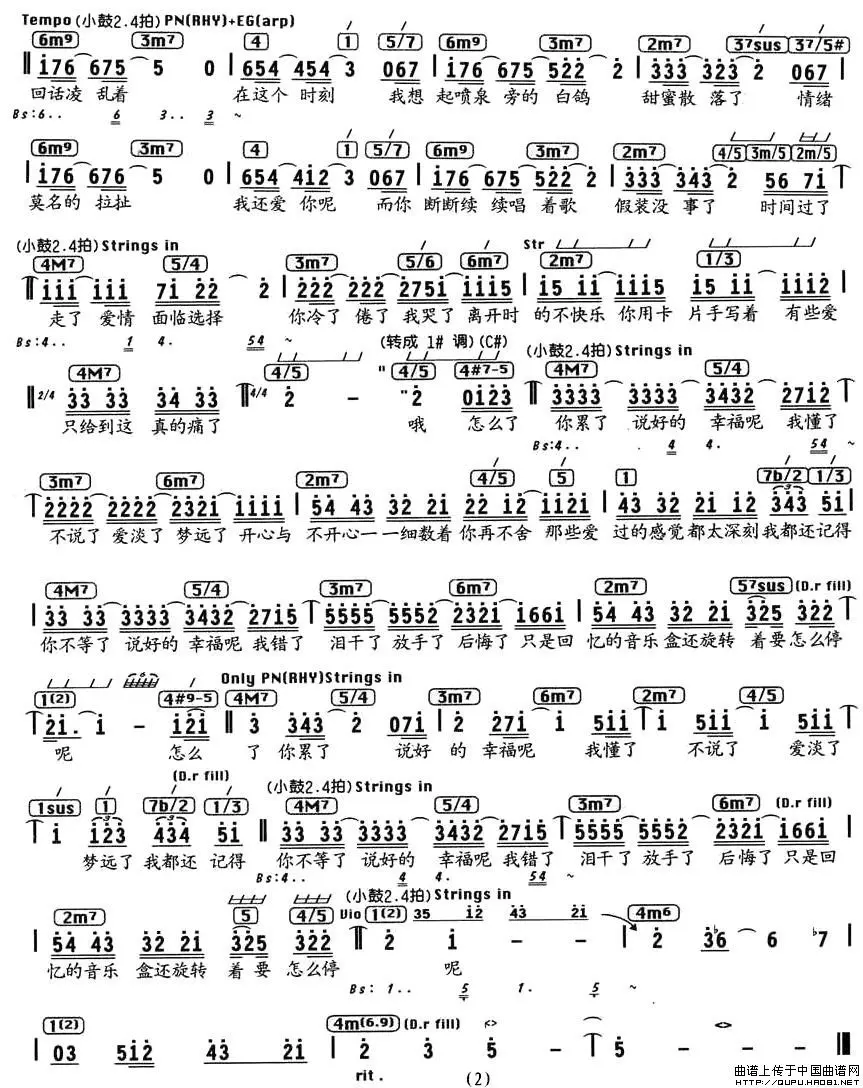 Tempo (小鼓2.4拍) PN(RHY)+EG(arp)
6m9 3m7 4 1 5/7 6m9 3m7 2m7 37sus 37/5#
i76 675 5 0 | 654 454 3 067 | i76 675 522 2 | 333 323 2 067 |
回话凌 乱着 在这个 时刻 我想 起喷泉 旁的 白鸽 甜蜜散 落了 情绪
Bs:6.. 6 3.. 3 ~
6m9 3m7 4 1 5/7 6m9 3m7 2m7 4/5 3m/5 2m/5
i76 676 5 0 | 654 412 3 067 | i76 675 522 2 | 333 343 2 56 7i
莫名的 拉扯 我还爱 你呢 而你 断断续 续唱 着歌 假装没 事了 时间过了
(小鼓2.4拍) Strings in
Str
4M7 5/4 3m7 5/6 6m7 2m7 1/3
iii iii 7i 22 2 | 222 222 275i iii5 | i5 ii iii5 i5 ii iii2 |
走了 爱情 面临选择 你冷了 倦了 我哭了 离开时 的不快乐 你用卡 片手写着 有些爱
Bs:4.. 1 4. 54 ~
(转成 1# 调) (C#)
(小鼓2.4拍) Strings in
4M7 4/5 4/5 4#7-5 4M7 5/4
2/4 33 33 34 33 4/4 2 - "2 0123 3333 3333 3432 2712
只给到这 真的痛了 哦 怎么了 你累了 说好的 幸福呢 我懂了
Bs:4.. 4 4. 54 ~
3m7 6m7 2m7 4/5 5 1 7b/2 1/3
2222 2222 2321 iiii | 54 43 32 21 22 12 1121 | 43 32 21 12 343 5i |
不说了 爱淡了 梦远了 开心与 不开心一 一细数着 你再不舍 那些爱 过的感觉都太深刻我都还记得
4M7 5/4 3m7 6m7 2m7 57sus (D.r fill)
33 33 3333 3432 2715 5555 5552 2321 i66i | 54 43 32 21 325 322
你不等了 说好的 幸福呢 我错了 泪干了 放手了 后悔了 只是回 忆的音乐 盒还旋转 着要怎么停
Only PN(RHY)Strings in
1(2) 4#9-5 4M7 5/4 3m7 6m7 2m7 4/5
2i. i - i2i 3 343 2 07i | 2 27i i 5ii i 5ii i 5ii
呢 怎么 了 你累了 说好 的 幸福呢 我懂了 不说了 爱淡了
(D.r fill)
(小鼓2.4拍) Strings in
1sus 1 7b/2 1/3 4M7 5/4 3m7 6m7 (D.r fill)
i i23 434 5i 33 33 3333 3432 2715 5555 5552 2321 i66i |
梦远了 我都还 记得 你不等了 说好的 幸福呢 我错了 泪干了 放手了 后悔了 只是回
Bs:4.. 4 4. 54 ~
(小鼓2.4拍) Strings in
2m7 5 4/5 Vio 1(2) 35 i2 43 2i 4m6
| 54 43 32 2i 325 322 2 i - - | 2 3b6 6 b7 |
忆的音乐 盒还旋转 着要 怎么停 呢
Bs: 1.. 5 1. 5 ~
1(2) 4m(6.9) (D.r fill)
| 03 5i2 43 2i | 2 3 5 - 5 - - -
rit. (2)
曲谱上传于中国曲谱网
HTTP://QUPU.HAO81.NET